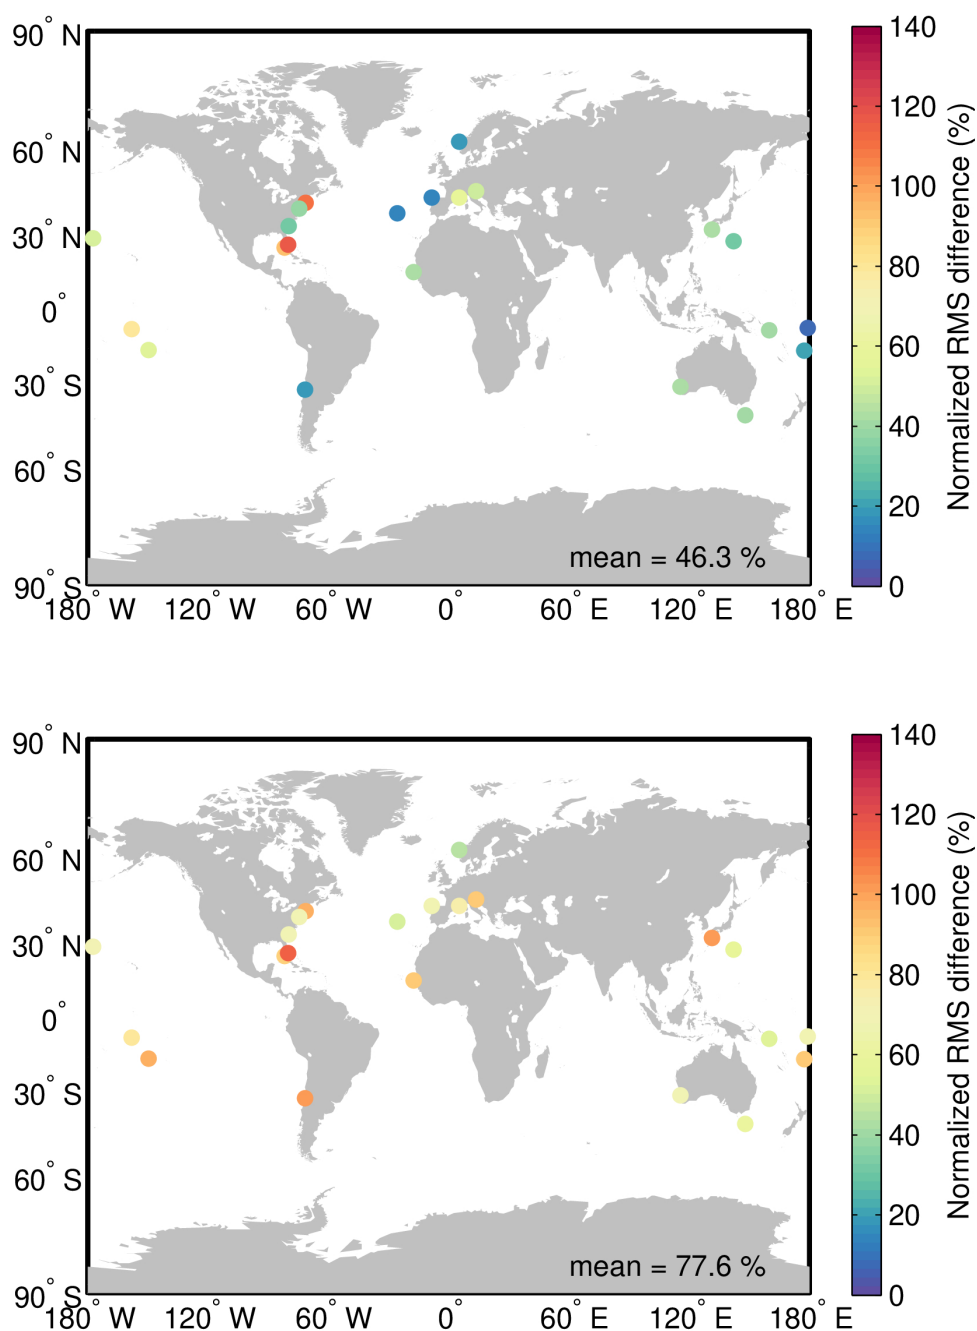 90° N
60° N
30° N
0°
30° S
60° S
90° S
180° W 120° W 60° W 0° 60° E 120° E 180° E
mean = 46.3 %
140
120
100
80
60
40
20
0
Normalized RMS difference (%)
90° N
60° N
30° N
0°
30° S
60° S
90° S
180° W 120° W 60° W 0° 60° E 120° E 180° E
mean = 77.6 %
140
120
100
80
60
40
20
0
Normalized RMS difference (%)